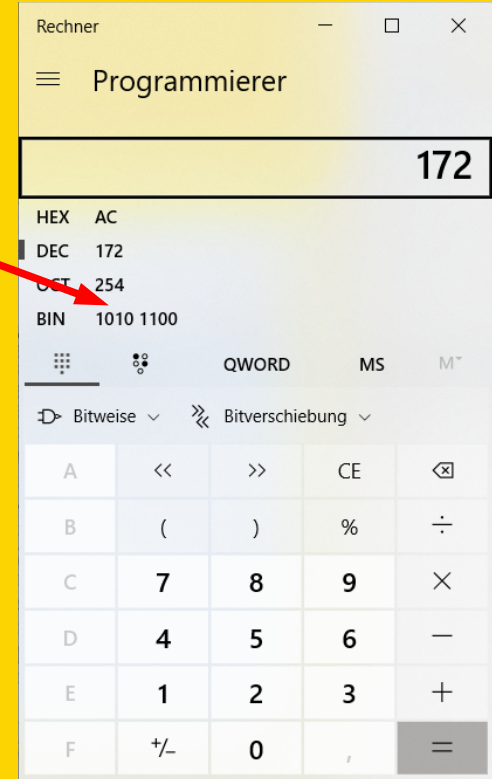 Rechner
Programmierer
172
HEX AC
DEC 172
OCT 254
BIN 1010 1100
QWORD MS M
Bitweise Bitverschiebung
A << >> CE
B ( ) % ÷
C 7 8 9 ×
D 4 5 6 −
E 1 2 3 +
F +/− 0 , =